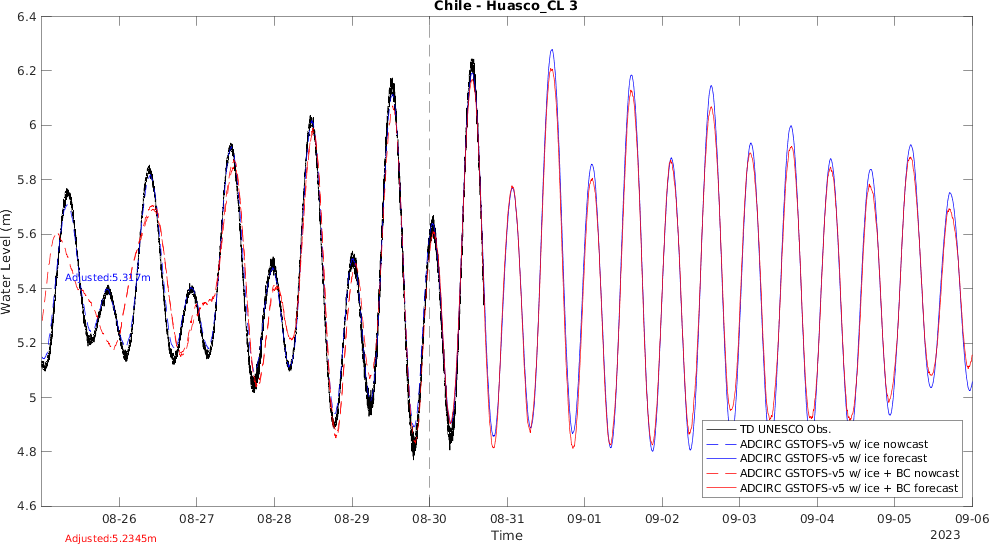 Chile - Huasco_CL 3
6.4
6.2
6
5.8
5.6
5.4
5.2
5
4.8
4.6
Water Level (m)
Adjusted:5.317m
TD UNESCO Obs.
ADCIRC GSTOFS-v5 w/ ice nowcast
ADCIRC GSTOFS-v5 w/ ice forecast
ADCIRC GSTOFS-v5 w/ ice + BC nowcast
ADCIRC GSTOFS-v5 w/ ice + BC forecast
08-26 08-27 08-28 08-29 08-30 08-31 09-01 09-02 09-03 09-04 09-05 09-06
2023
Time
Adjusted:5.2345m